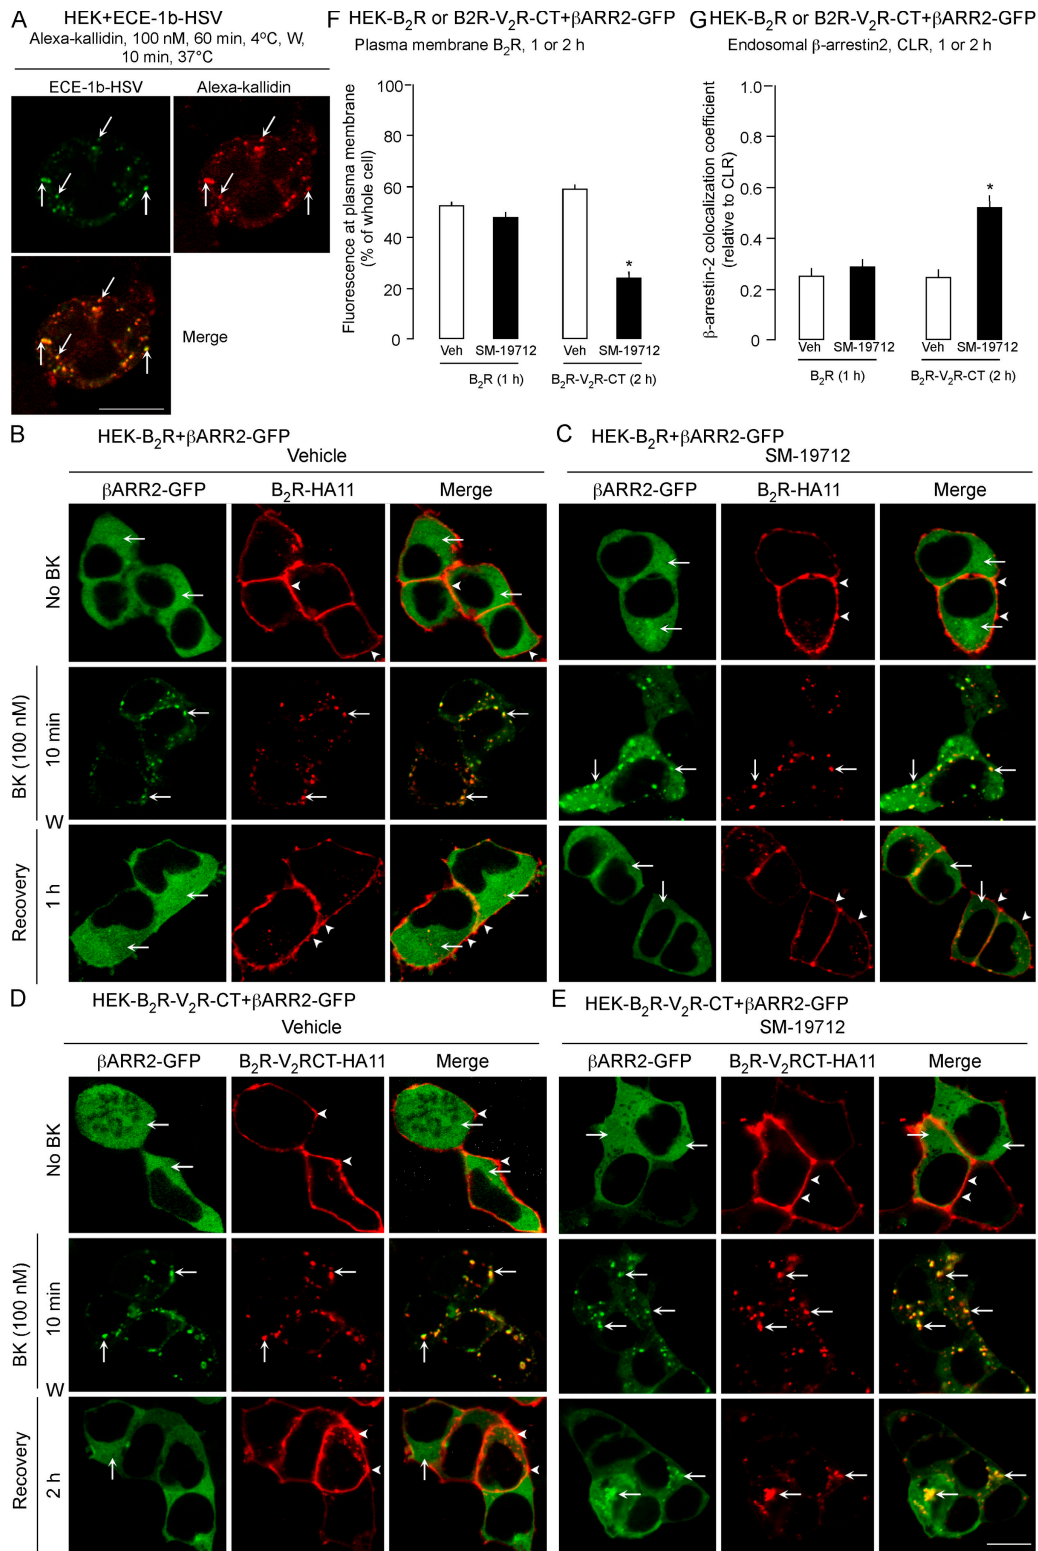 A
HEK+ECE-1b-HSV
Alexa-kallidin, 100 nM, 60 min, 4ºC, W,
10 min, 37°C
ECE-1b-HSV Alexa-kallidin
Merge
F HEK-B2R or B2R-V2R-CT+βARR2-GFP
Plasma membrane B2R, 1 or 2 h
Fluorescence at plasma membrane
(% of whole cell)
100
80
60
40
20
0
*
Veh SM-19712 Veh SM-19712
B2R (1 h) B2R-V2R-CT (2 h)
G HEK-B2R or B2R-V2R-CT+βARR2-GFP
Endosomal β-arrestin2, CLR, 1 or 2 h
β-arrestin-2 colocalization coefficient
(relative to CLR)
1.0
0.8
0.6
0.4
0.2
0
*
Veh SM-19712 Veh SM-19712
B2R (1 h) B2R-V2R-CT (2 h)
B HEK-B2R+βARR2-GFP
Vehicle
βARR2-GFP B2R-HA11 Merge
No BK
BK (100 nM)
10 min
W
Recovery
1 h
C HEK-B2R+βARR2-GFP
SM-19712
βARR2-GFP B2R-HA11 Merge
D HEK-B2R-V2R-CT+βARR2-GFP
Vehicle
βARR2-GFP B2R-V2RCT-HA11 Merge
No BK
BK (100 nM)
10 min
W
Recovery
2 h
E HEK-B2R-V2R-CT+βARR2-GFP
SM-19712
βARR2-GFP B2R-V2RCT-HA11 Merge